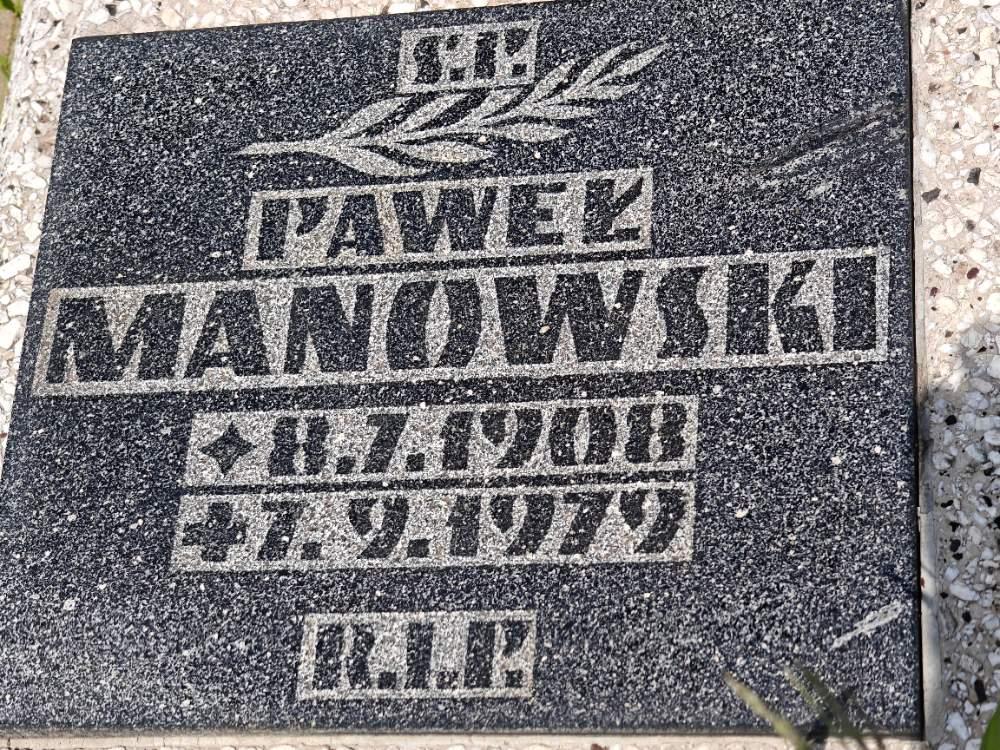 Ś.P.
PAWEŁ
MANOWSKI
✦ 8.7.1908
✚ 7.9.1979
R.I.P.